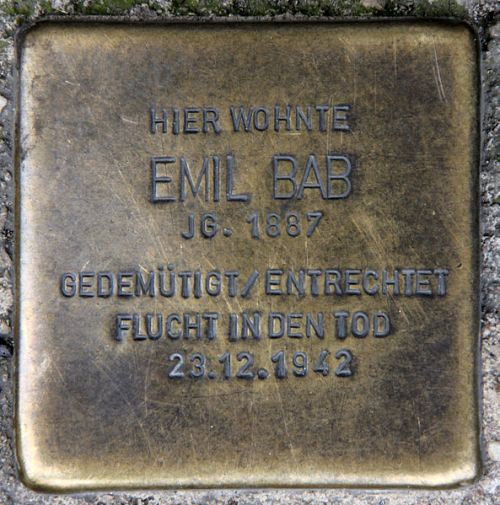 HIER WOHNTE
EMIL BAB
JG. 1887
GEDEMÜTIGT/ENTRECHTET
FLUCHT IN DEN TOD
23.12.1942